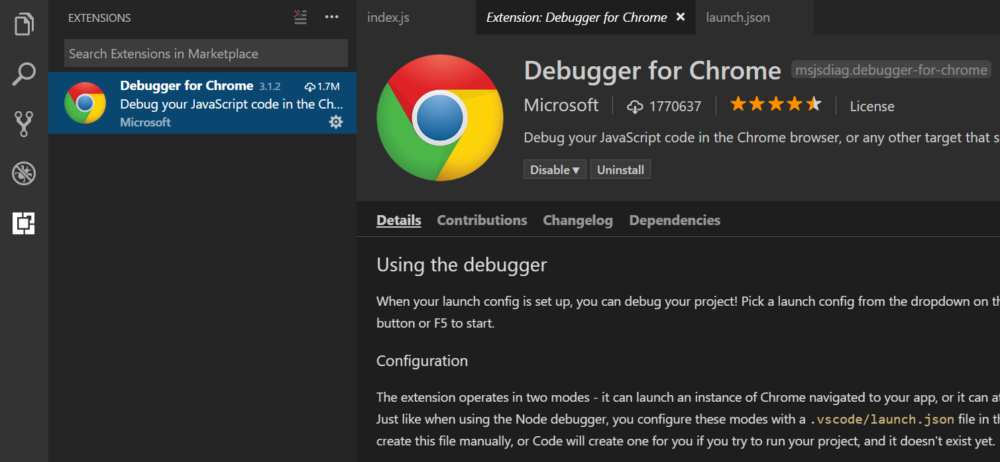 EXTENSIONS
Search Extensions in Marketplace
Debugger for Chrome 3.1.2 1.7M
Debug your JavaScript code in the Ch...
Microsoft
index.js
Extension: Debugger for Chrome
launch.json
Debugger for Chrome msjsdiag.debugger-for-chrome
Microsoft 1770637 License
Debug your JavaScript code in the Chrome browser, or any other target that s
Disable▼ Uninstall
Details Contributions Changelog Dependencies
Using the debugger
When your launch config is set up, you can debug your project! Pick a launch config from the dropdown on th
button or F5 to start.
Configuration
The extension operates in two modes - it can launch an instance of Chrome navigated to your app, or it can at
Just like when using the Node debugger, you configure these modes with a .vscode/launch.json file in th
create this file manually, or Code will create one for you if you try to run your project, and it doesn't exist yet.